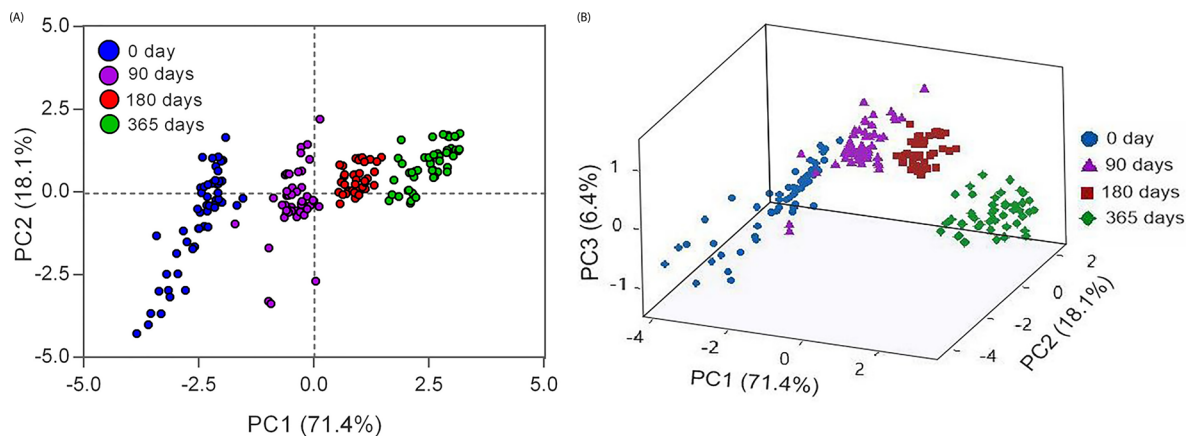 (A)
5.0
2.5
0.0
-2.5
-5.0
PC2 (18.1%)
0 day
90 days
180 days
365 days
-5.0 -2.5 0.0 2.5 5.0
PC1 (71.4%)
(B)
1
0
-1
PC3 (6.4%)
-4 -2 0 2
PC1 (71.4%)
2
0
-2
-4
PC2 (18.1%)
0 day
90 days
180 days
365 days